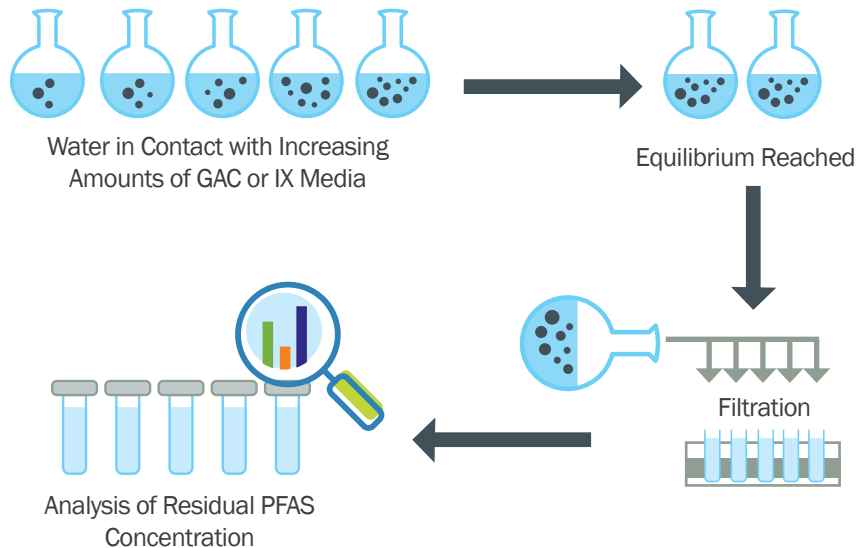 Water in Contact with Increasing
Amounts of GAC or IX Media
Equilibrium Reached
Filtration
Analysis of Residual PFAS
Concentration